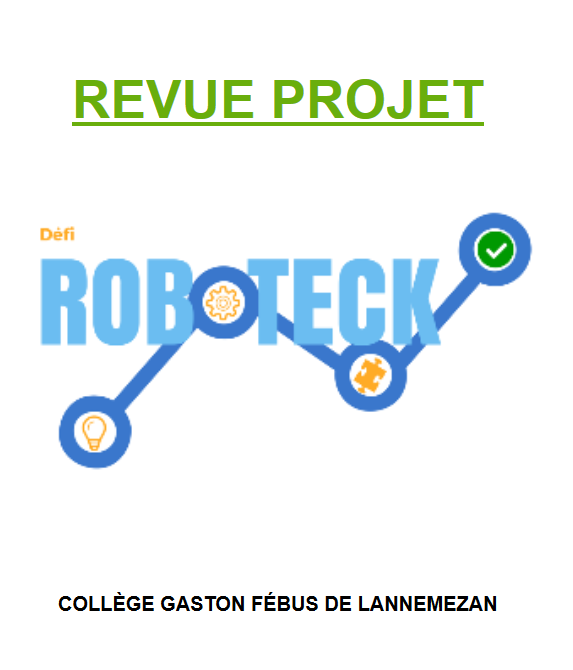 REVUE PROJET
Défi
ROBOTECK
COLLÈGE GASTON FÉBUS DE LANNEMEZAN